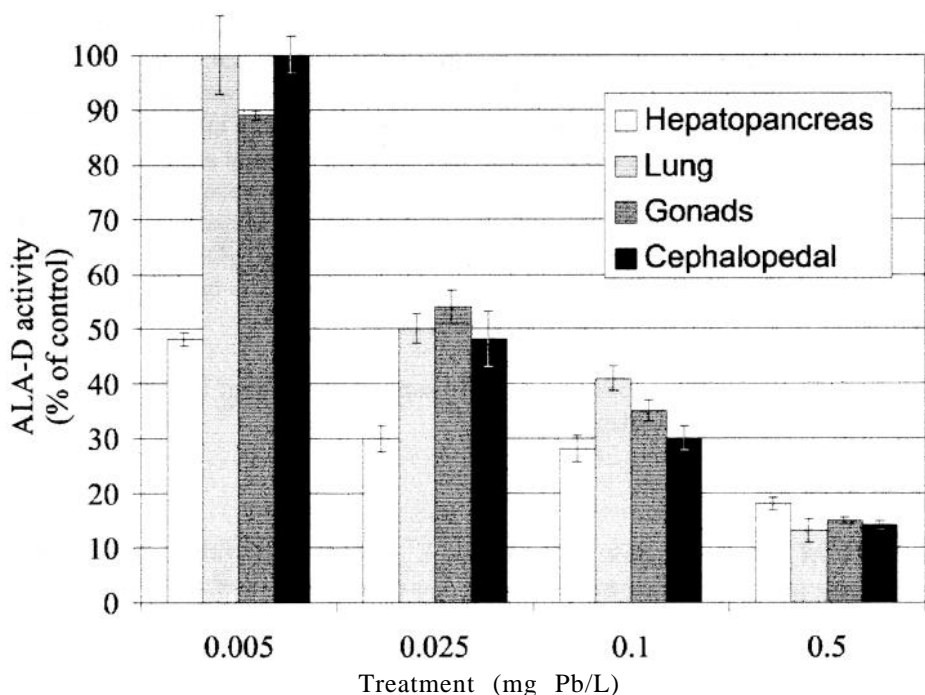 100
90
80
70
60
50
40
30
20
10
0
ALA-D activity
(% of control)
Hepatopancreas
Lung
Gonads
Cephalopedal
0.005 0.025 0.1 0.5
Treatment (mg Pb/L)